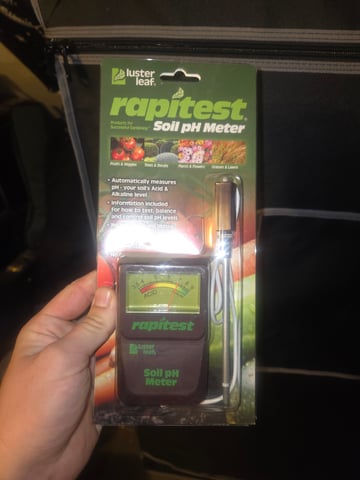 luster
leaf®
rapitest®
Products for
Successful Gardening™
Soil pH Meter
Fruits & Veggies
Trees & Shrubs
Plants & Flowers
Grasses & Lawns
• Automatically measures
pH - your soil's Acid &
Alkaline level
• Information included
for how to test, balance
and control soil pH levels
ACID
rapitest
luster
leaf
Soil pH
Meter